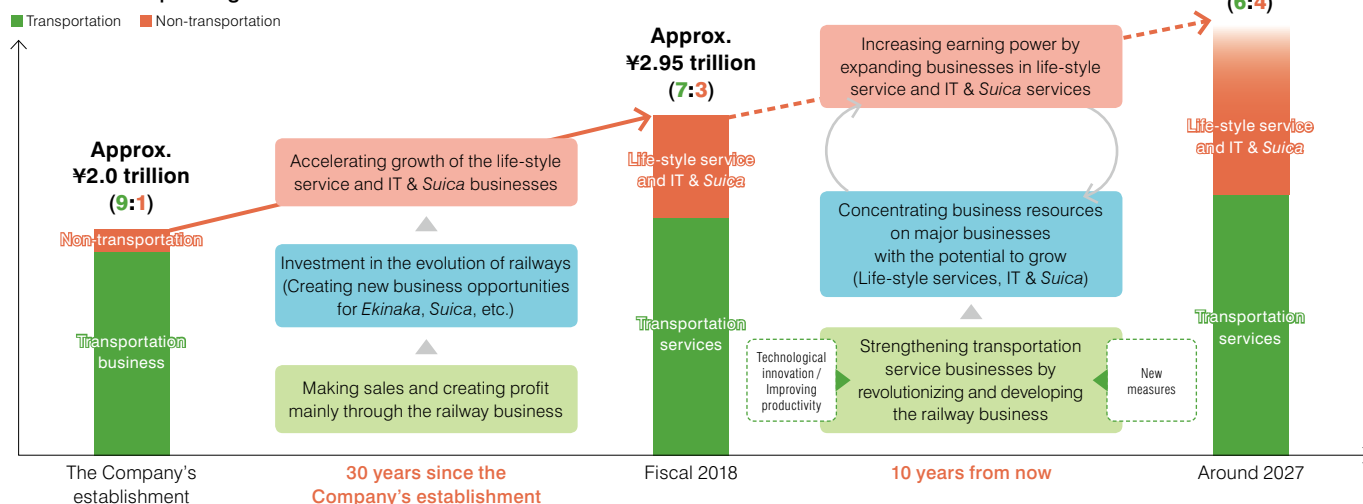 Transportation
Non-transportation
Approx.
¥2.0 trillion
(9:1)
Non-transportation
Transportation
business
The Company's
establishment
Accelerating growth of the life-style
service and IT & Suica businesses
Investment in the evolution of railways
(Creating new business opportunities
for Ekinaka, Suica, etc.)
Making sales and creating profit
mainly through the railway business
30 years since the
Company's establishment
Approx.
¥2.95 trillion
(7:3)
Life-style service
and IT & Suica
Transportation
services
Fiscal 2018
Increasing earning power by
expanding businesses in life-style
service and IT & Suica services
Concentrating business resources
on major businesses
with the potential to grow
(Life-style services, IT & Suica)
Technological
innovation /
Improving
productivity
Strengthening transportation
service businesses by
revolutionizing and developing
the railway business
New
measures
10 years from now
(6:4)
Life-style service
and IT & Suica
Transportation
services
Around 2027